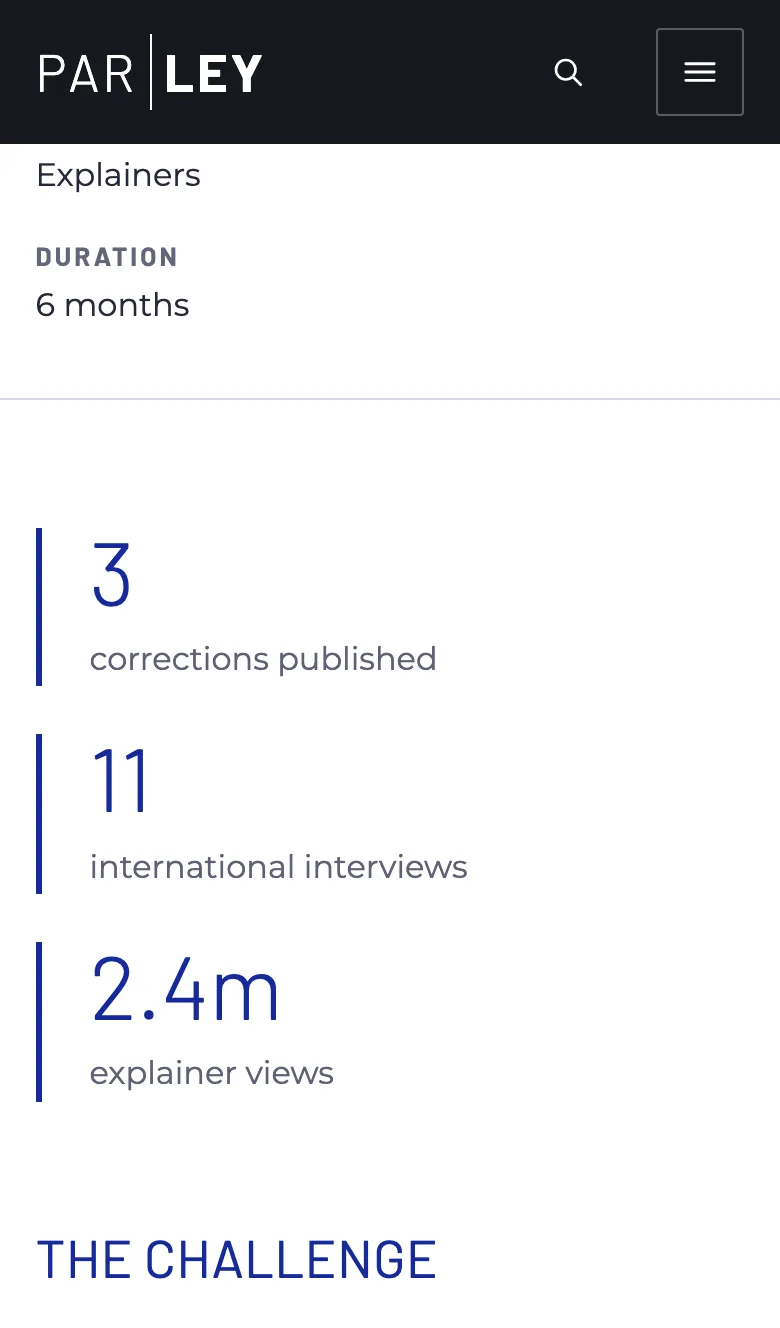 PAR LEY
Explainers
DURATION
6 months
3
corrections published
11
international interviews
2.4m
explainer views
THE CHALLENGE